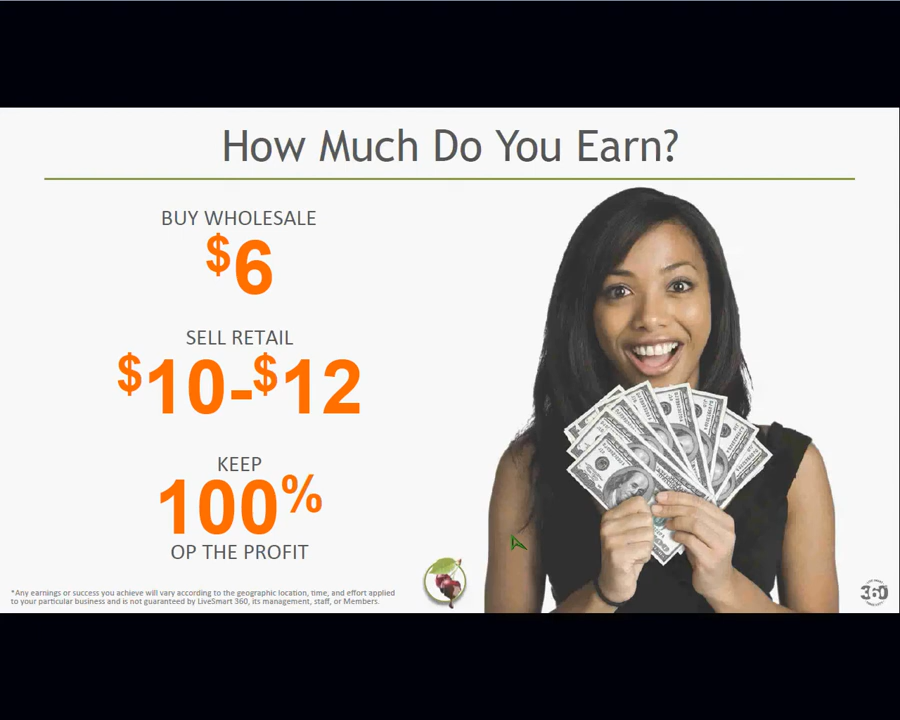 How Much Do You Earn?
BUY WHOLESALE
$6
SELL RETAIL
$10-$12
KEEP
100%
OP THE PROFIT
*Any earnings or success you achieve will vary according to the geographic location, time, and effort applied
to your particular business and is not guaranteed by LiveSmart 360, its management, staff, or Members.
360